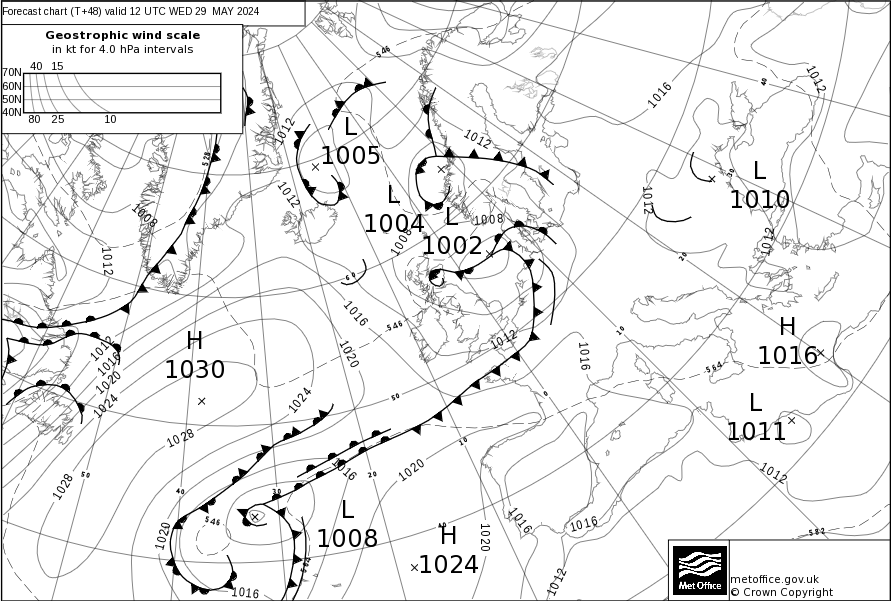 Forecast chart (T+48) valid 12 UTC WED 29 MAY 2024
Geostrophic wind scale
in kt for 4.0 hPa intervals
40 15
70N
60N
50N
40N
80 25 10
546
1016
1012
528
1012
L
1005
1012
L
1010
1012
L
1004
L
1002
1008
1008
1008
1012
1012
1012
20
60
1016
546
10
H
1030
1012
1016
1020
1024
1020
1012
1016
H
1016
564
0
50
1024
L
1011
1028
10
1028
50
1016
20
1020
1012
40
30
546
L
1008
1020
40
H
1024
1020
1016
1016
582
1012
1016
Met Office
metoffice.gov.uk
© Crown Copyright